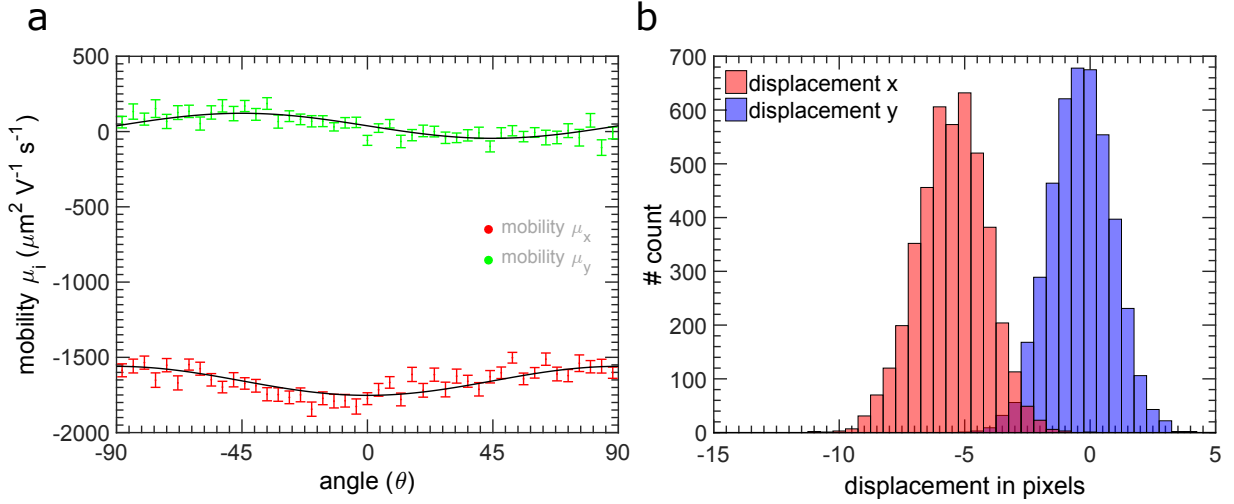 a
500
0
-500
-1000
-1500
-2000
mobility μi (μm² V⁻¹ s⁻¹)
mobility μx
mobility μy
-90
-45
0
45
90
angle (θ)
b
700
600
500
400
300
200
100
0
# count
displacement x
displacement y
-15
-10
-5
0
5
displacement in pixels